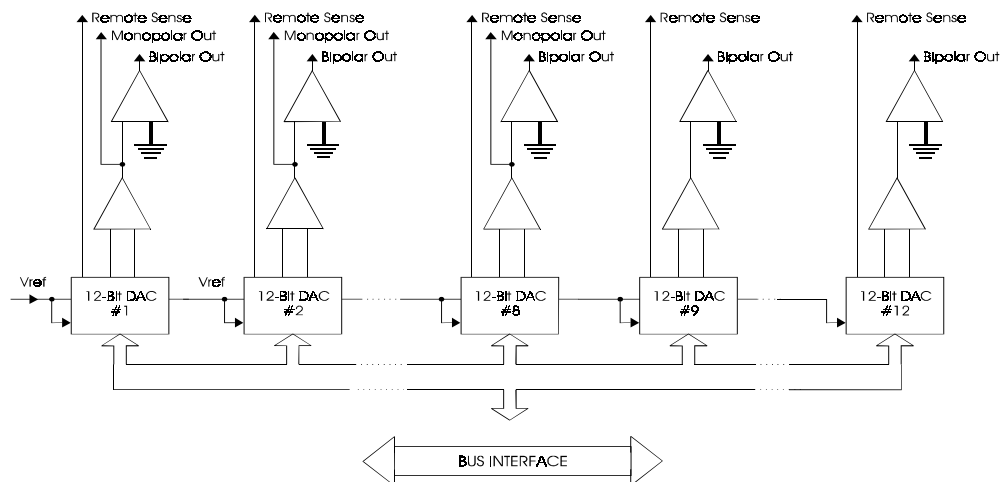 Remote Sense
Monopolar Out
Bipolar Out
Remote Sense
Monopolar Out
Bipolar Out
Remote Sense
Monopolar Out
Bipolar Out
Remote Sense
Bipolar Out
Remote Sense
Bipolar Out
Vref
12-Bit DAC
#1
Vref
12-Bit DAC
#2
12-Bit DAC
#8
12-Bit DAC
#9
12-Bit DAC
#12
BUS INTERFACE